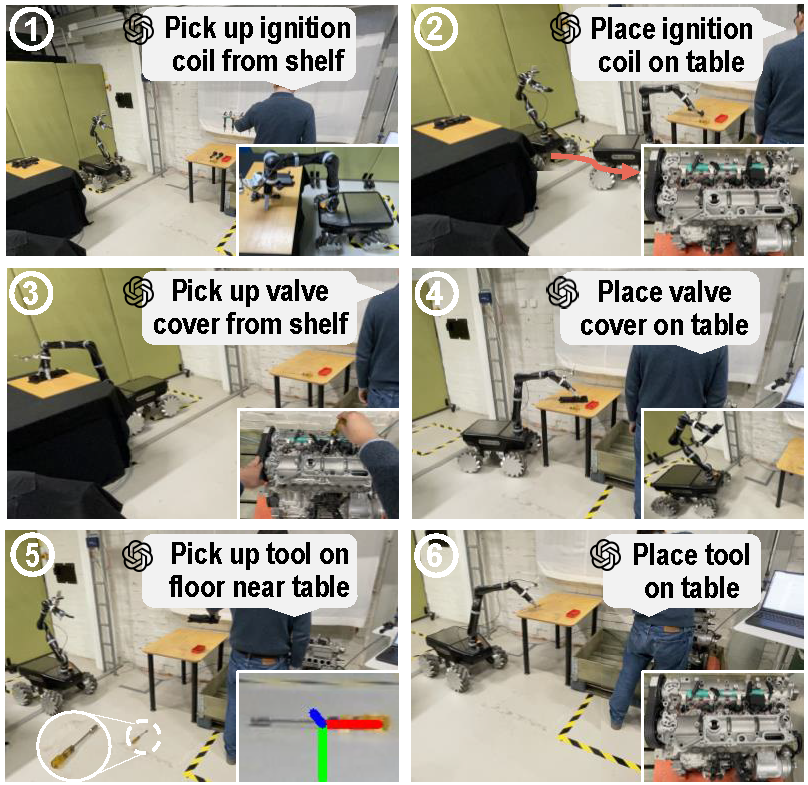 1
Pick up ignition
coil from shelf
2
Place ignition
coil on table
3
Pick up valve
cover from shelf
4
Place valve
cover on table
5
Pick up tool on
floor near table
6
Place tool
on table